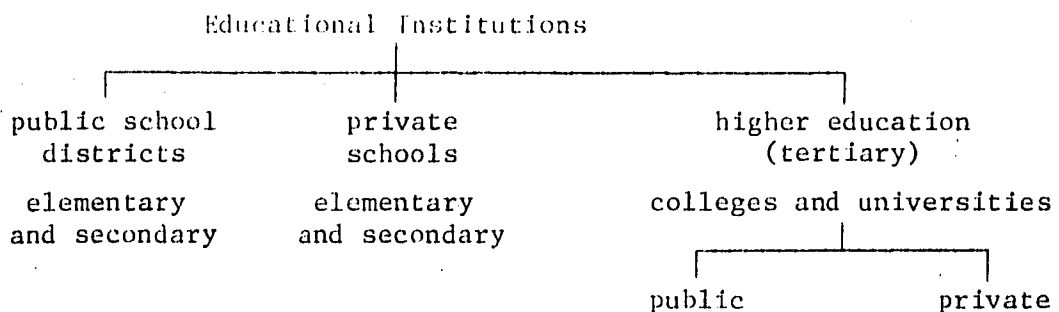 Educational Institutions
public school districts
elementary and secondary
private schools
elementary and secondary
higher education (tertiary)
colleges and universities
public
private